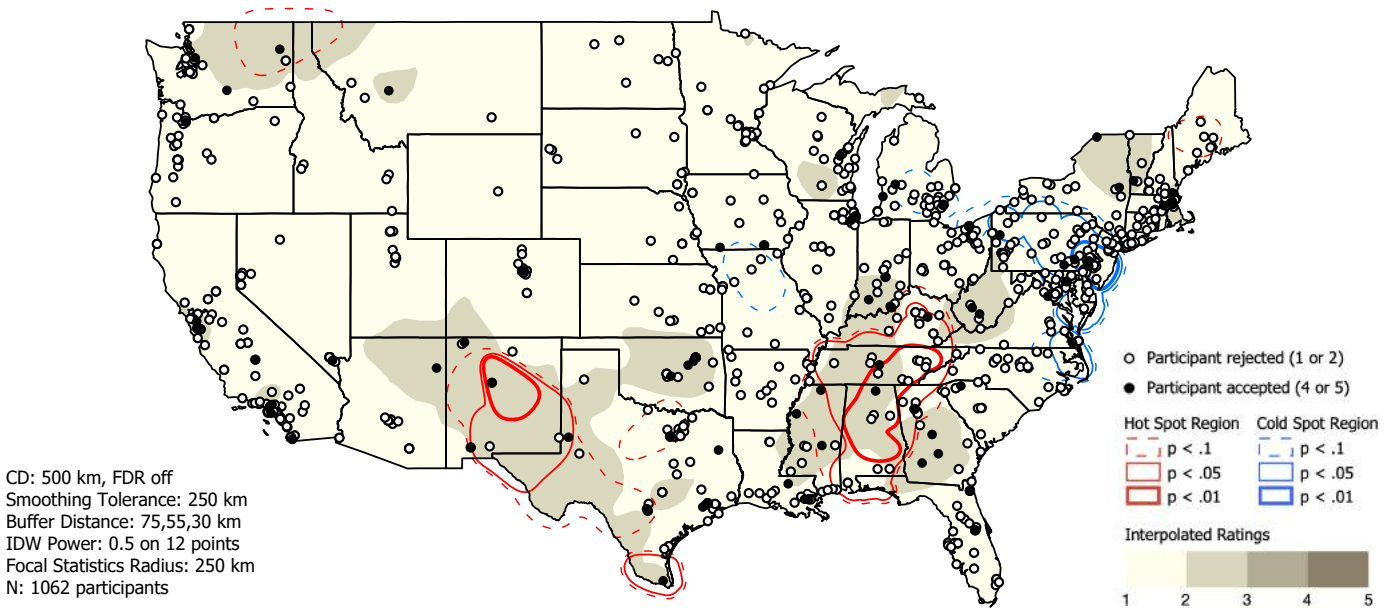 CD: 500 km, FDR off
Smoothing Tolerance: 250 km
Buffer Distance: 75,55,30 km
IDW Power: 0.5 on 12 points
Focal Statistics Radius: 250 km
N: 1062 participants
Participant rejected (1 or 2)
Participant accepted (4 or 5)
Hot Spot Region Cold Spot Region
p < .1 p < .1
p < .05 p < .05
p < .01 p < .01
Interpolated Ratings
1 2 3 4 5